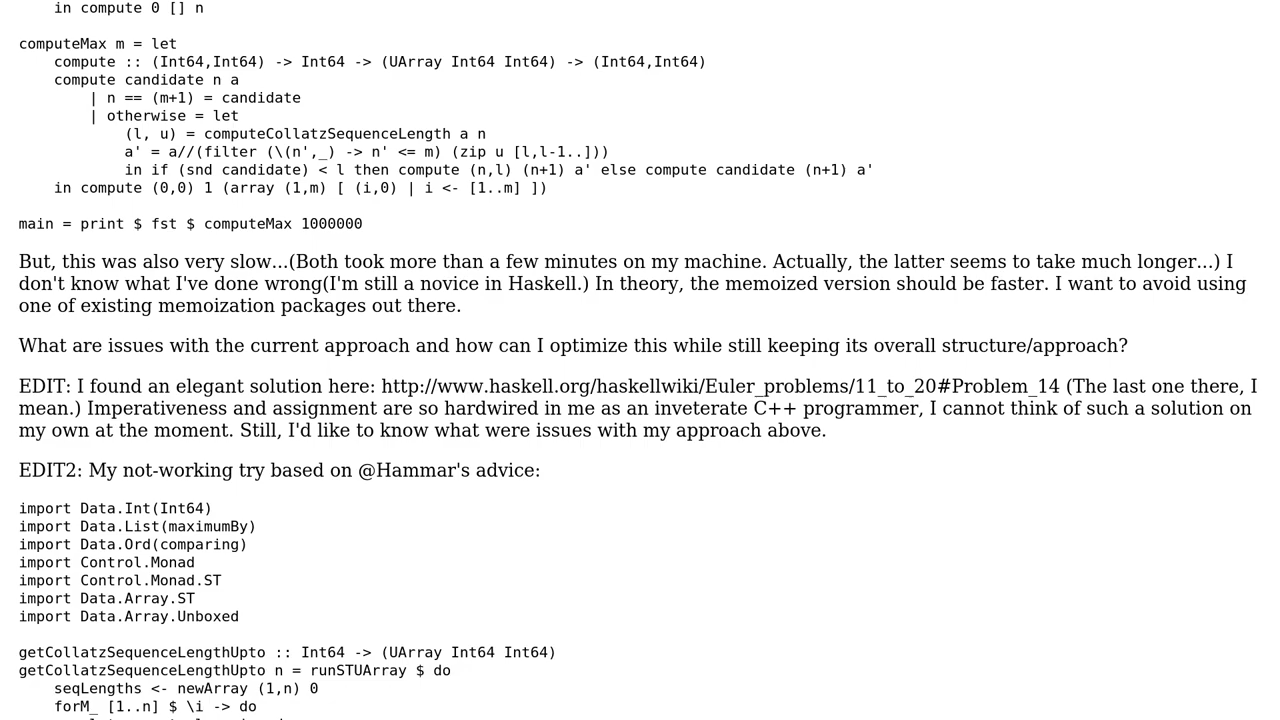 in compute 0 [] n

computeMax m = let
    compute :: (Int64,Int64) -> Int64 -> (UArray Int64 Int64) -> (Int64,Int64)
    compute candidate n a
        | n == (m+1) = candidate
        | otherwise = let
            (l, u) = computeCollatzSequenceLength a n
            a' = a//(filter (\(n',_) -> n' <= m) (zip u [l,l-1..]))
            in if (snd candidate) < l then compute (n,l) (n+1) a' else compute candidate (n+1) a'
    in compute (0,0) 1 (array (1,m) [ (i,0) | i <- [1..m] ])

main = print $ fst $ computeMax 1000000

But, this was also very slow...(Both took more than a few minutes on my machine. Actually, the latter seems to take much longer...) I
don't know what I've done wrong(I'm still a novice in Haskell.) In theory, the memoized version should be faster. I want to avoid using
one of existing memoization packages out there.

What are issues with the current approach and how can I optimize this while still keeping its overall structure/approach?

EDIT: I found an elegant solution here: http://www.haskell.org/haskellwiki/Euler_problems/11_to_20#Problem_14 (The last one there, I
mean.) Imperativeness and assignment are so hardwired in me as an inveterate C++ programmer, I cannot think of such a solution on
my own at the moment. Still, I'd like to know what were issues with my approach above.

EDIT2: My not-working try based on @Hammar's advice:

import Data.Int(Int64)
import Data.List(maximumBy)
import Data.Ord(comparing)
import Control.Monad
import Control.Monad.ST
import Data.Array.ST
import Data.Array.Unboxed

getCollatzSequenceLengthUpto :: Int64 -> (UArray Int64 Int64)
getCollatzSequenceLengthUpto n = runSTUArray $ do
    seqLengths <- newArray (1,n) 0
    forM_ [1..n] $ \i -> do